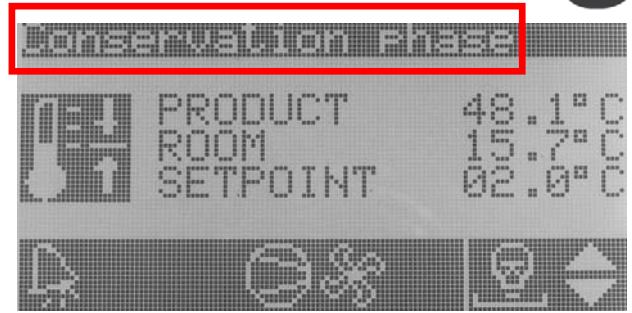 Conservation phase
PRODUCT 48.1°C
ROOM 15.7°C
SETPOINT 02.0°C